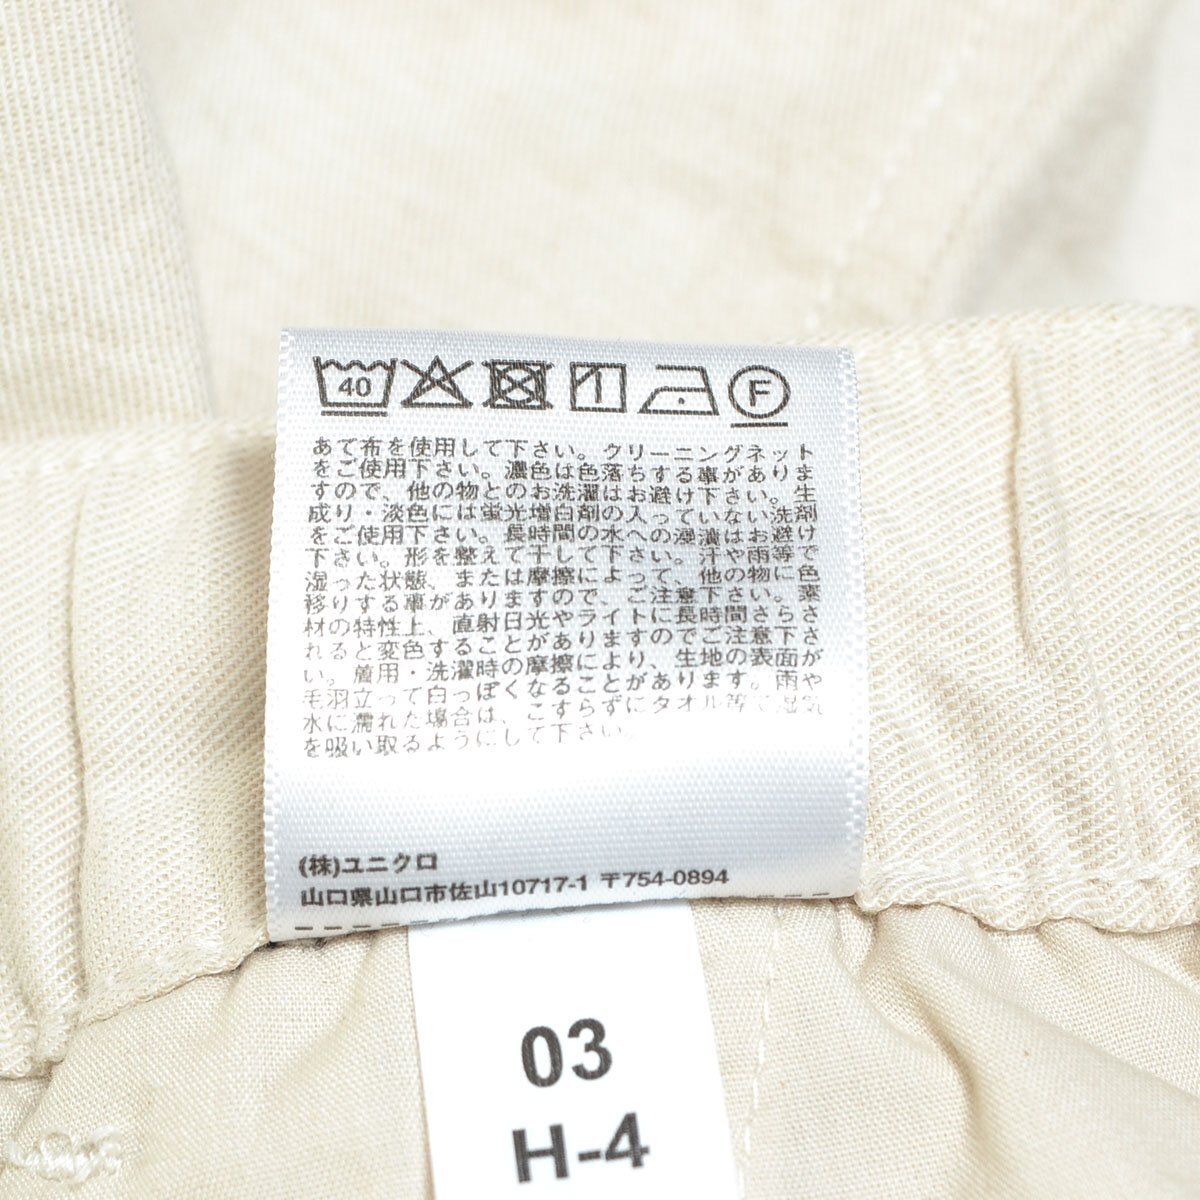 40 F
あて布を使用して下さい。クリーニングネット
をご使用下さい。濃色は色落ちする事がありま
すので、他の物とのお洗濯はお避け下さい。生
成り・淡色には蛍光増白剤の入っていない洗剤
をご使用下さい。長時間の水への浸漬はお避け
下さい。形を整えて干して下さい。汗や雨等で
湿った状態、または摩擦によって、他の物に色
移りする事がありますので、ご注意下さい。素
材の特性上、直射日光やライトに長時間さらさ
れると変色することがありますのでご注意下さ
い。着用・洗濯時の摩擦により、生地の表面が
毛羽立って白っぽくなることがあります。雨や
水に濡れた場合は、こすらずにタオル等で湿気
を吸い取るようにして下さい。
(株)ユニクロ
山口県山口市佐山10717-1 〒754-0894
03
H-4